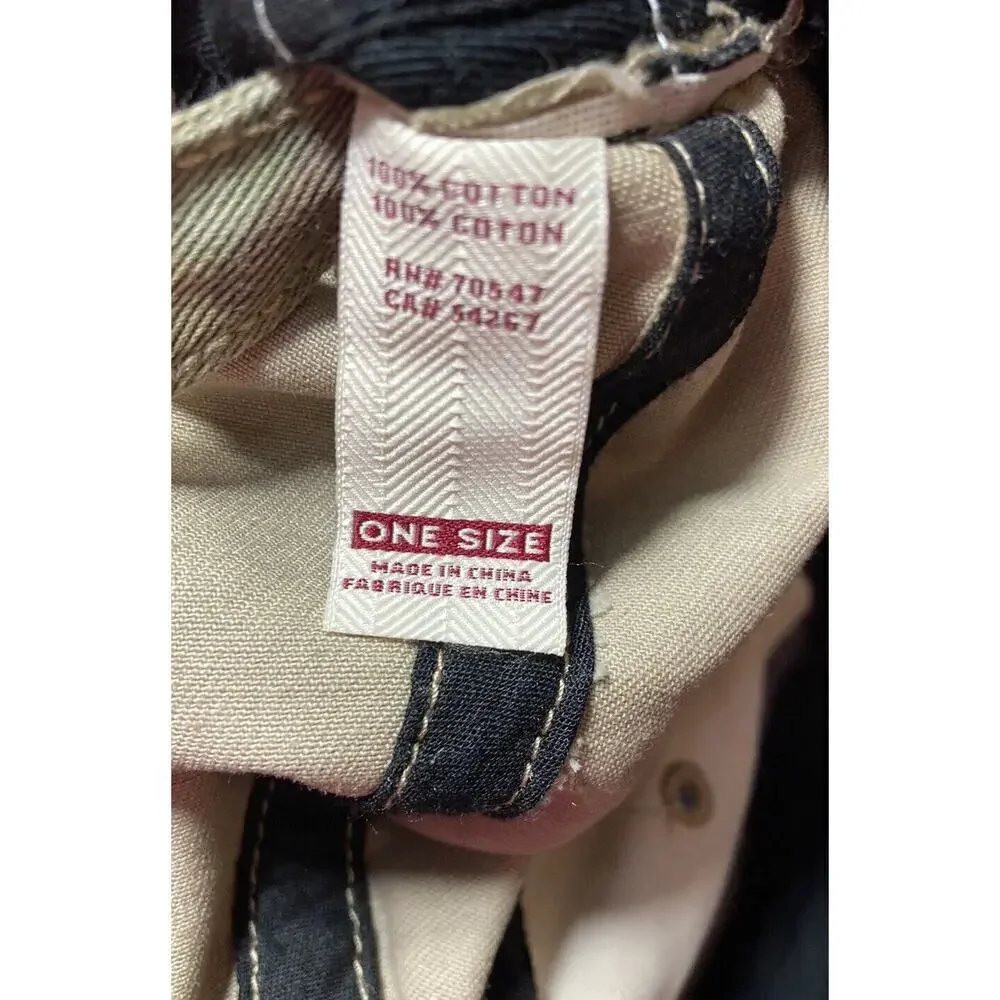 100% COTTON
100% COTON
RN# 70547
CA# 54267
ONE SIZE
MADE IN CHINA
FABRIQUE EN CHINE